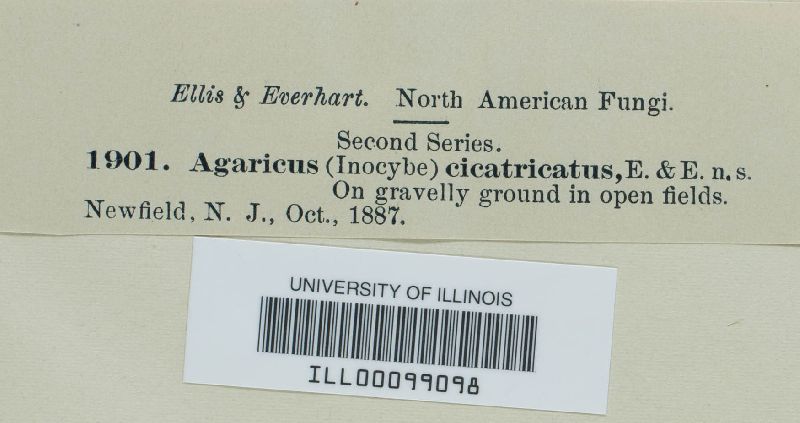 Ellis & Everhart. North American Fungi.
Second Series.
1901. Agaricus (Inocybe) cicatricatus, E. & E. n. s.
On gravelly ground in open fields.
Newfield, N. J., Oct., 1887.
UNIVERSITY OF ILLINOIS
ILL00099098